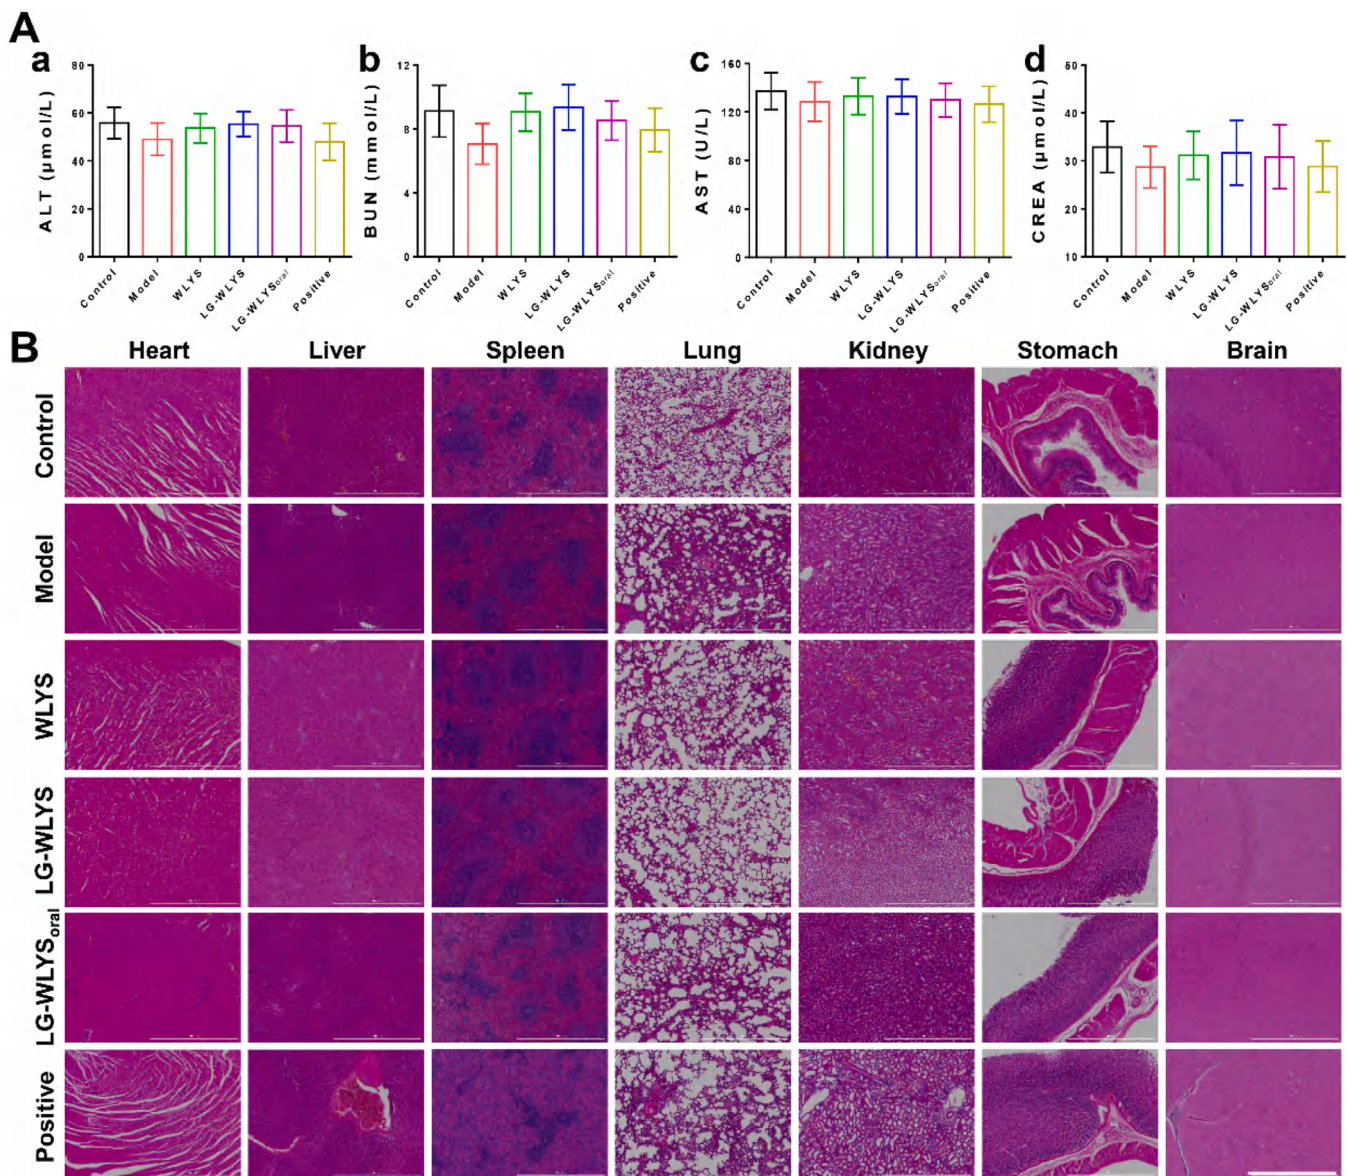 A
a
ALT (μmol/L)
80
60
40
20
0
Control
Model
WLYS
LG-WLYS
LG-WLYSoral
Positive
b
BUN (mmol/L)
12
8
4
0
Control
Model
WLYS
LG-WLYS
LG-WLYSoral
Positive
c
AST (U/L)
160
120
80
40
0
Control
Model
WLYS
LG-WLYS
LG-WLYSoral
Positive
d
CREA (μmol/L)
50
40
30
20
10
Control
Model
WLYS
LG-WLYS
LG-WLYSoral
Positive
B
Heart Liver Spleen Lung Kidney Stomach Brain
Control
Model
WLYS
LG-WLYS
LG-WLYSoral
Positive